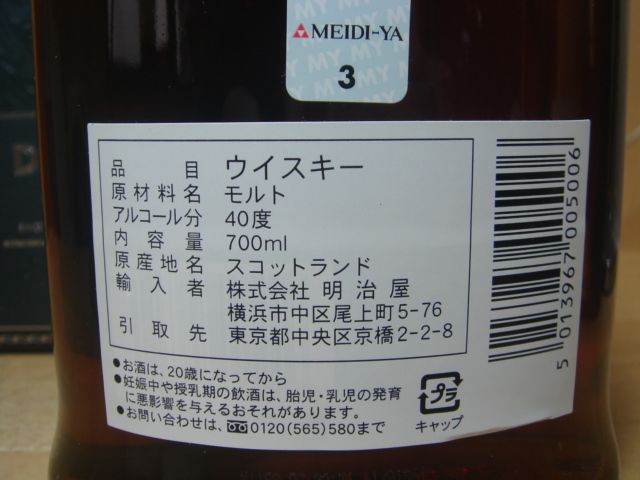 MEIDI-YA
3
品目 ウイスキー
原材料名 モルト
アルコール分 40度
内容量 700ml
原産地名 スコットランド
輸入者 株式会社 明治屋
横浜市中区尾上町5-76
引取先 東京都中央区京橋2-2-8
●お酒は、20歳になってから
●妊娠中や授乳期の飲酒は、胎児・乳児の発育
に悪影響を与えるおそれがあります。
●お問い合わせは、0120(565)580まで
プラ
キャップ
5 013967 005006